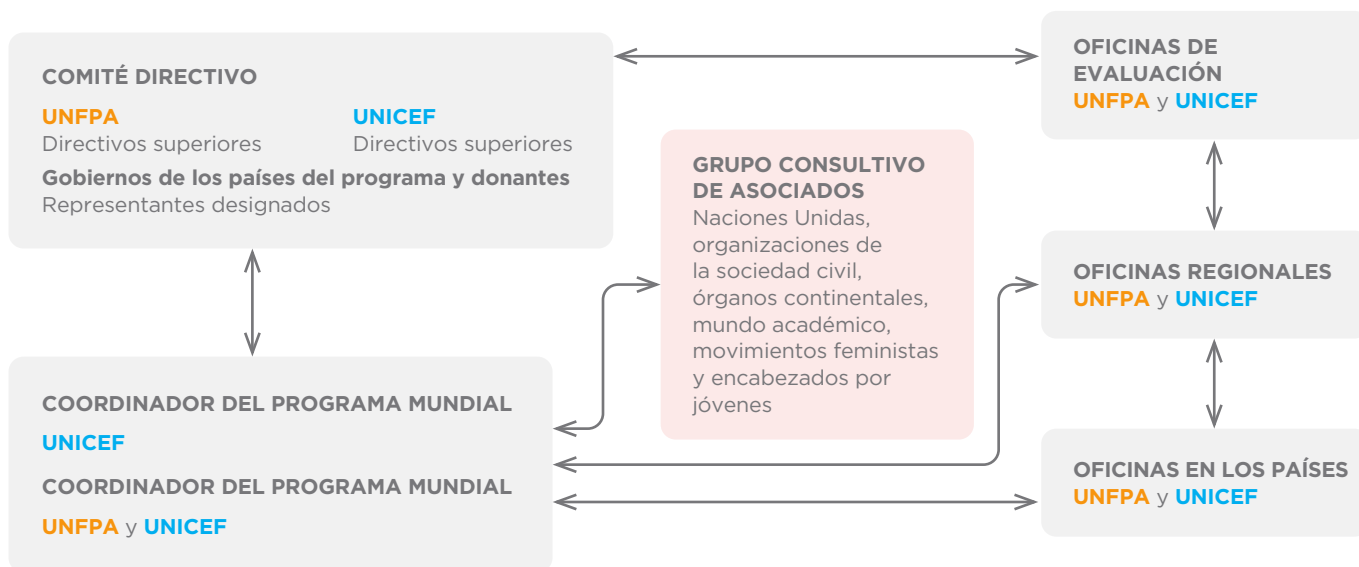 COMITÉ DIRECTIVO
UNFPA
Directivos superiores
UNICEF
Directivos superiores
Gobiernos de los países del programa y donantes
Representantes designados
COORDINADOR DEL PROGRAMA MUNDIAL
UNICEF
COORDINADOR DEL PROGRAMA MUNDIAL
UNFPA y UNICEF
GRUPO CONSULTIVO
DE ASOCIADOS
Naciones Unidas,
organizaciones de
la sociedad civil,
órganos continentales,
mundo académico,
movimientos feministas
y encabezados por
jóvenes
OFICINAS DE
EVALUACIÓN
UNFPA y UNICEF
OFICINAS REGIONALES
UNFPA y UNICEF
OFICINAS EN LOS PAÍSES
UNFPA y UNICEF